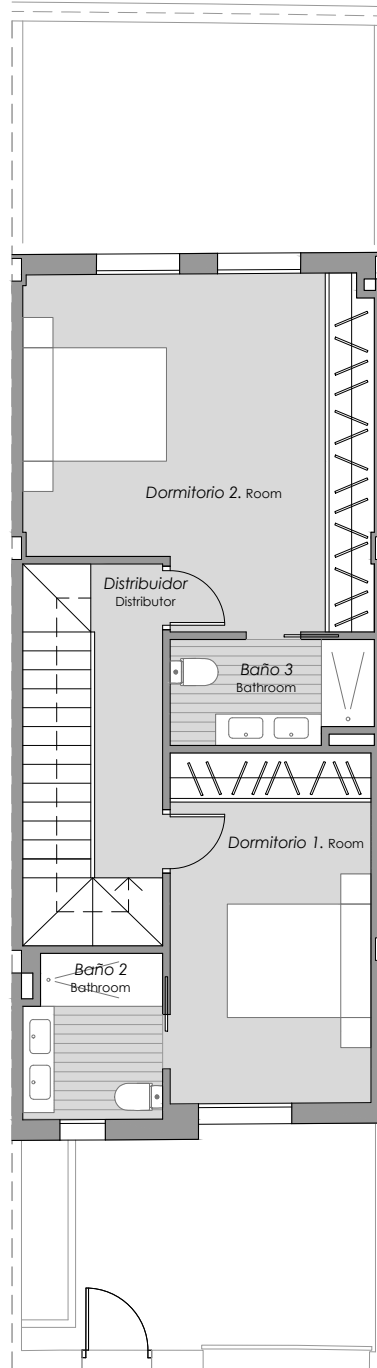 Dormitorio 2. Room
Distribuidor
Distributor
Baño 3
Bathroom
Dormitorio 1. Room
Baño 2
Bathroom